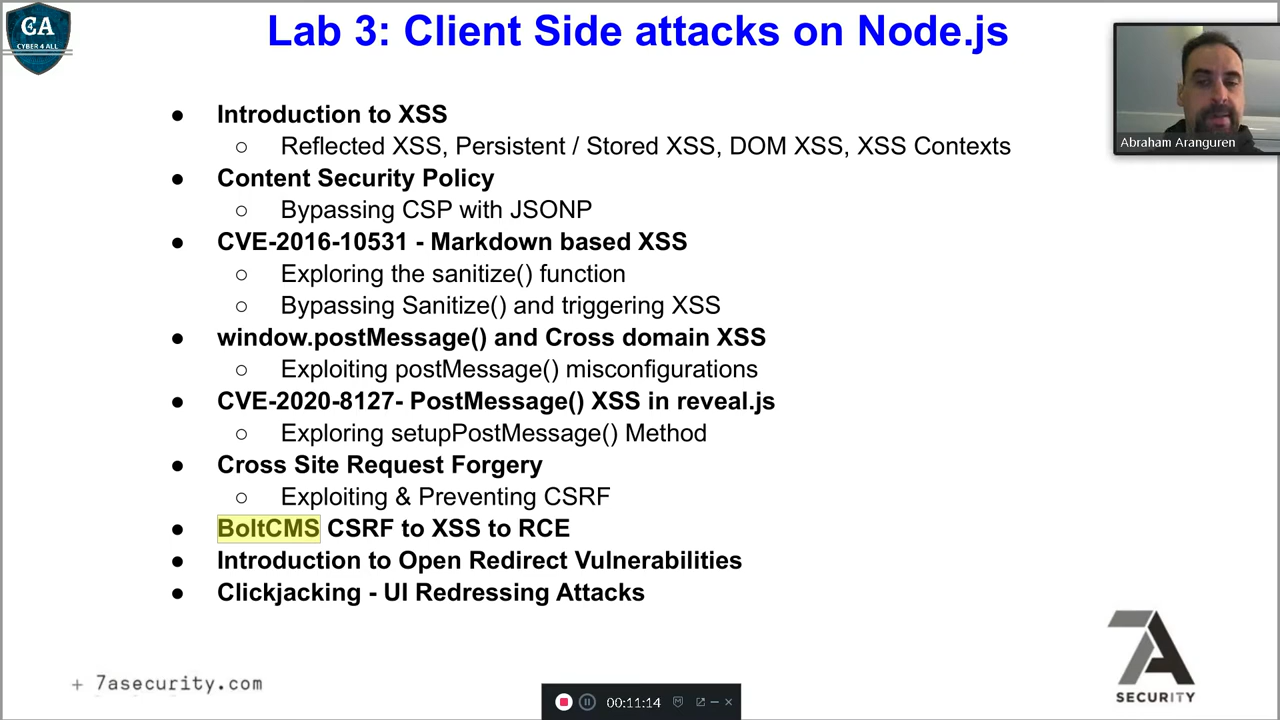 CA
CYBER 4 ALL
Lab 3: Client Side attacks on Node.js
Abraham Aranguren
● Introduction to XSS
○ Reflected XSS, Persistent / Stored XSS, DOM XSS, XSS Contexts
● Content Security Policy
○ Bypassing CSP with JSONP
● CVE-2016-10531 - Markdown based XSS
○ Exploring the sanitize() function
○ Bypassing Sanitize() and triggering XSS
● window.postMessage() and Cross domain XSS
○ Exploiting postMessage() misconfigurations
● CVE-2020-8127- PostMessage() XSS in reveal.js
○ Exploring setupPostMessage() Method
● Cross Site Request Forgery
○ Exploiting & Preventing CSRF
● BoltCMS CSRF to XSS to RCE
● Introduction to Open Redirect Vulnerabilities
● Clickjacking - UI Redressing Attacks
+ 7asecurity.com
00:11:14
7A
SECURITY